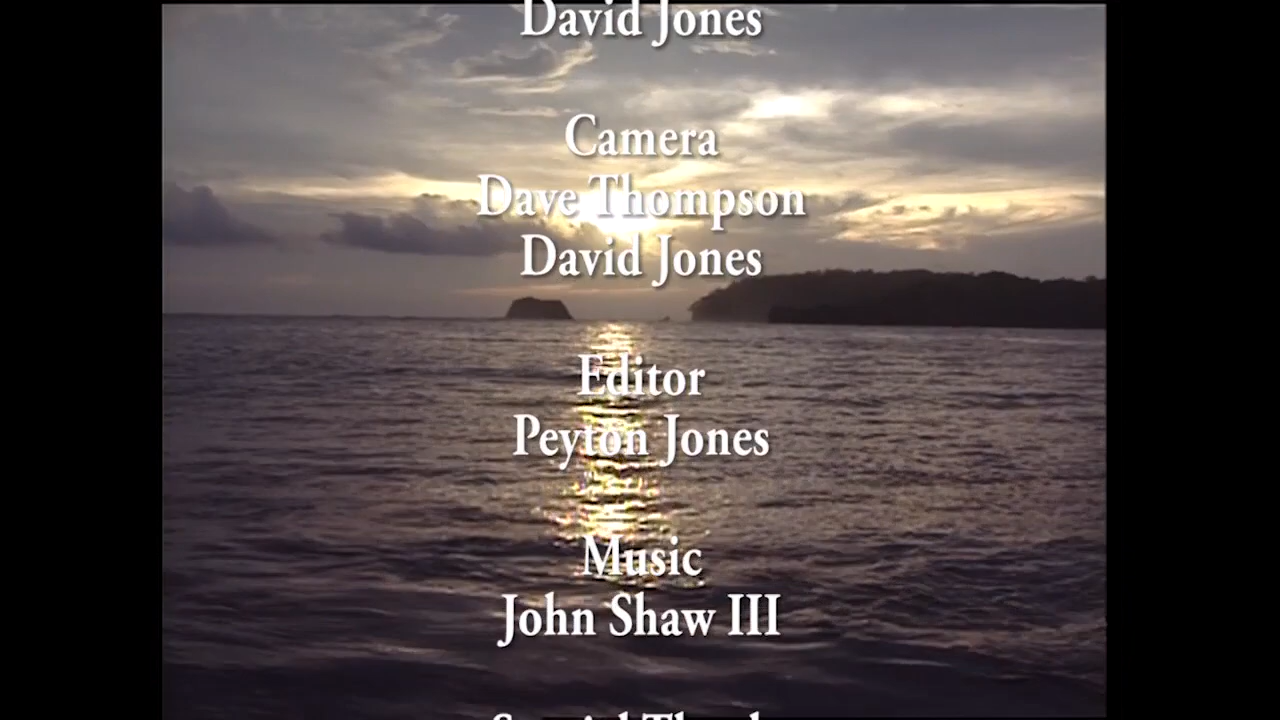 David Jones
Camera
Dave Thompson
David Jones
Editor
Peyton Jones
Music
John Shaw III